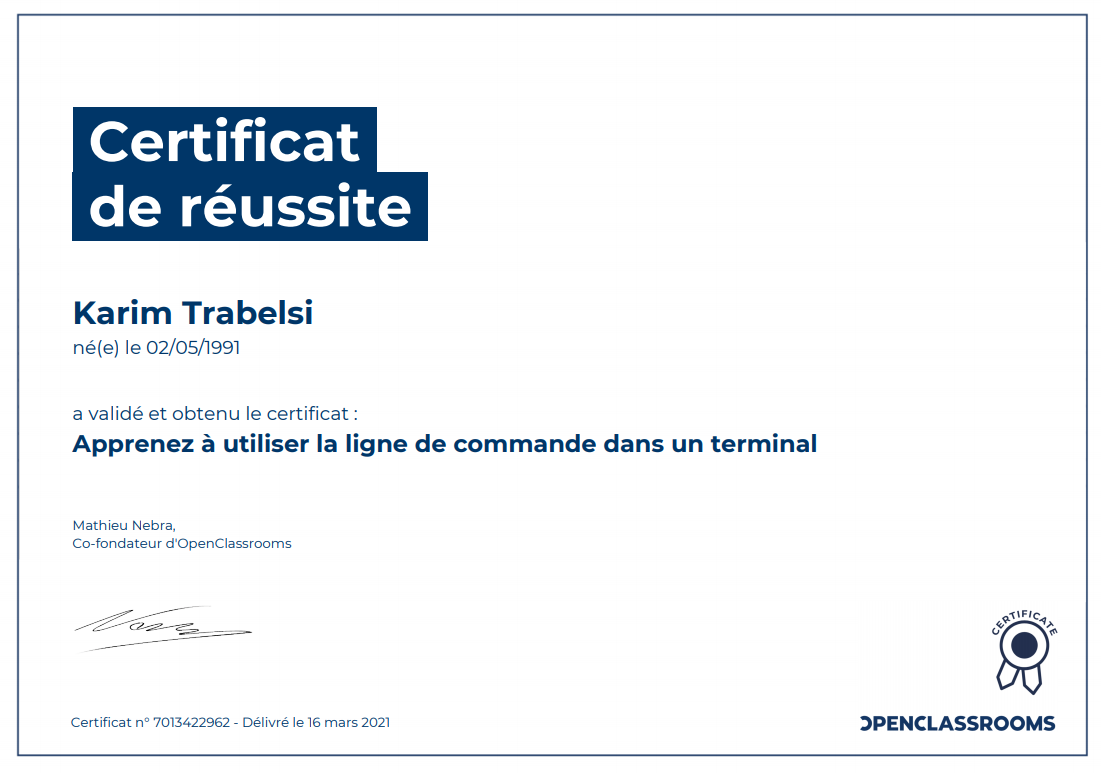 Certificat
de réussite
Karim Trabelsi
né(e) le 02/05/1991
a validé et obtenu le certificat :
Apprenez à utiliser la ligne de commande dans un terminal
Mathieu Nebra,
Co-fondateur d'OpenClassrooms
CERTIFICATE
Certificat n° 7013422962 - Délivré le 16 mars 2021
OPENCLASSROOMS